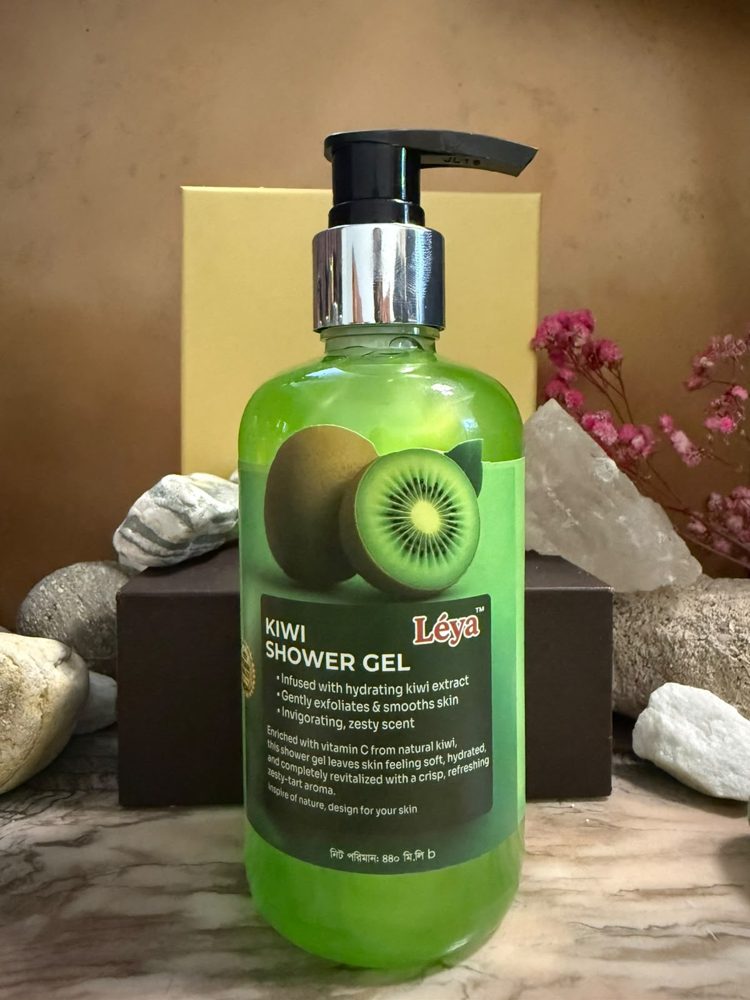 JL10
KIWI
Léya™
SHOWER GEL
• Infused with hydrating kiwi extract
• Gently exfoliates & smooths skin
• Invigorating, zesty scent
Enriched with vitamin C from natural kiwi,
this shower gel leaves skin feeling soft, hydrated,
and completely revitalized with a crisp, refreshing
zesty-tart aroma.
Inspire of nature, design for your skin
নিট পরিমান: ৪৪০ মি.লি b